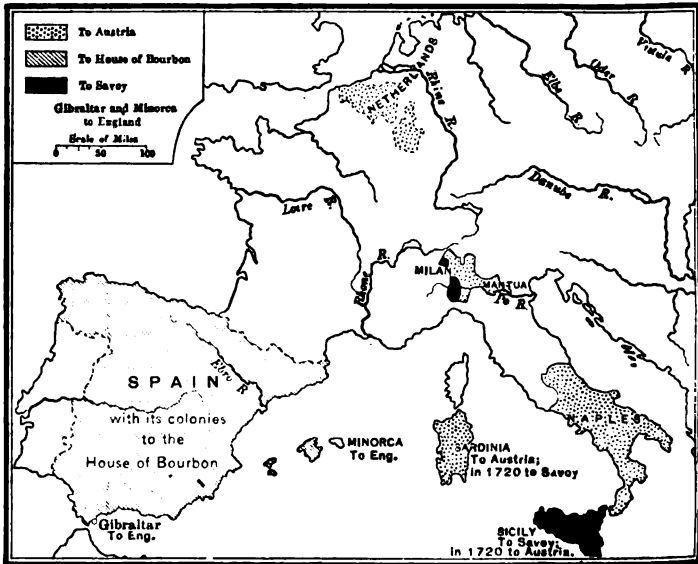 To Austria
To House of Bourbon
To Savoy
Gibraltar and Minorca
to England
Scale of Miles
0 50 100
NETHERLANDS
Rhine R.
Elbe R.
Oder R.
Vistula R.
Loire R.
Danube R.
Rhone R.
MILAN
MANTUA
Po R.
Ebro R.
SPAIN
with its colonies
to the
House of Bourbon
MINORCA
To Eng.
SARDINIA
To Austria;
in 1720 to Savoy
NAPLES
Gibraltar
To Eng.
SICILY
To Savoy;
in 1720 to Austria.